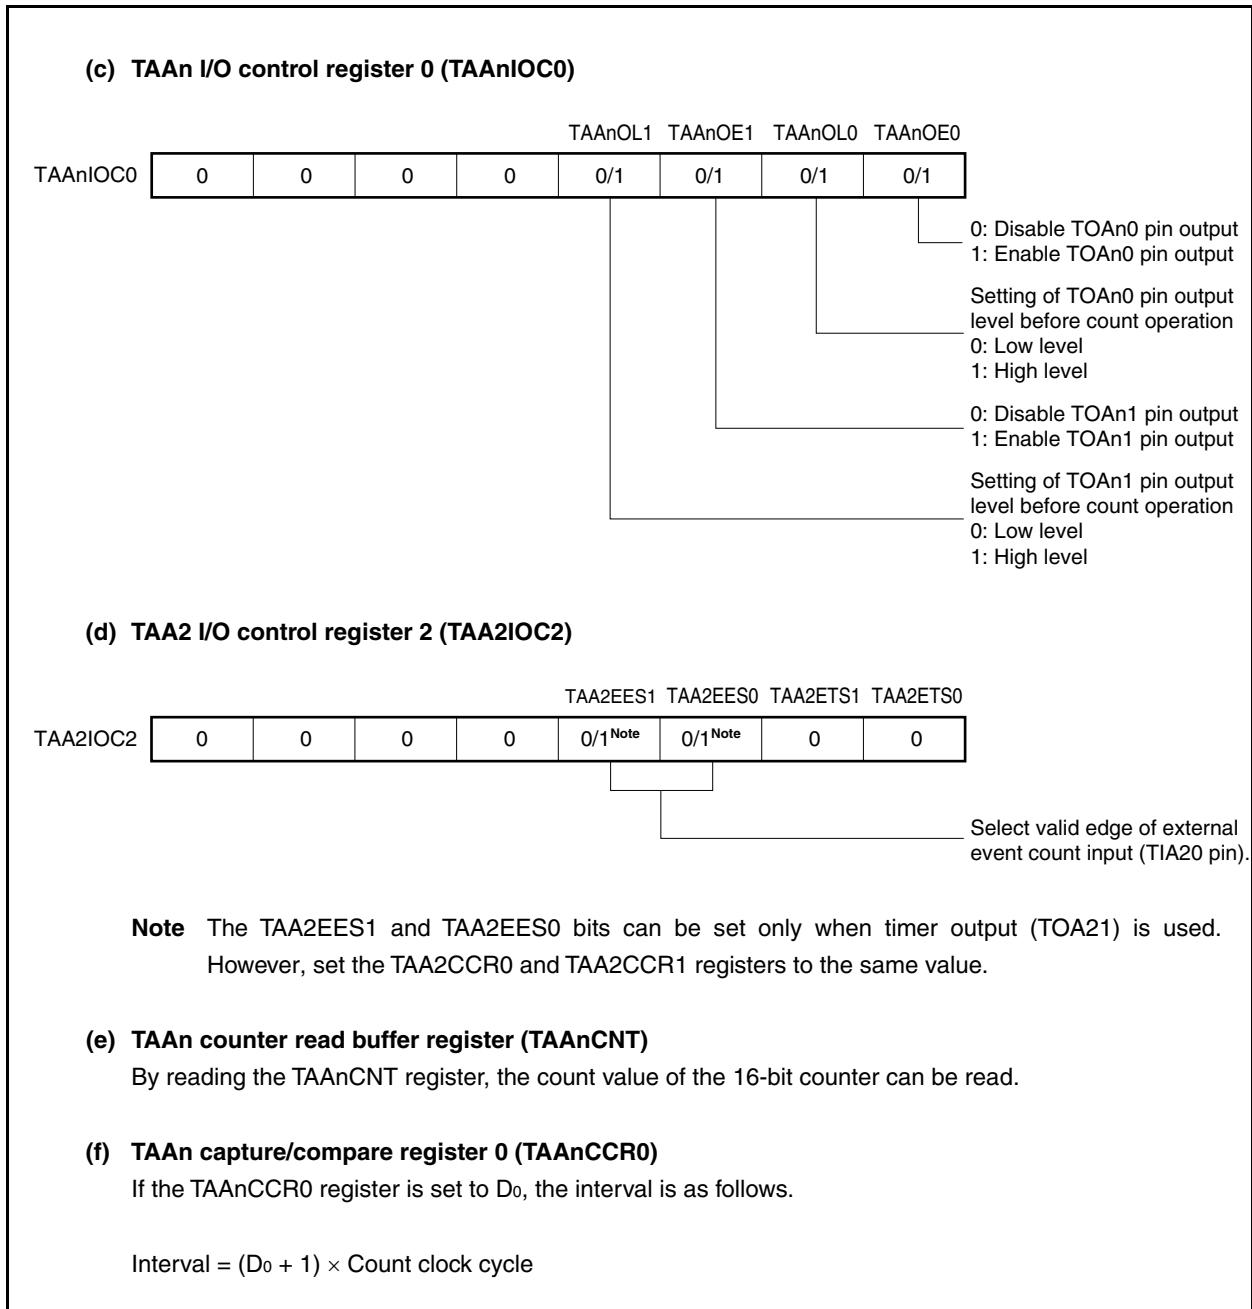 (c) TAAn I/O control register 0 (TAAnIOC0)
TAAnOL1 TAAnOE1 TAAnOL0 TAAnOE0
TAAnIOC0 0 0 0 0 0/1 0/1 0/1 0/1
0: Disable TOAn0 pin output
1: Enable TOAn0 pin output
Setting of TOAn0 pin output
level before count operation
0: Low level
1: High level
0: Disable TOAn1 pin output
1: Enable TOAn1 pin output
Setting of TOAn1 pin output
level before count operation
0: Low level
1: High level
(d) TAA2 I/O control register 2 (TAA2IOC2)
TAA2EES1 TAA2EES0 TAA2ETS1 TAA2ETS0
TAA2IOC2 0 0 0 0 0/1Note 0/1Note 0 0
Select valid edge of external
event count input (TIA20 pin).
Note The TAA2EES1 and TAA2EES0 bits can be set only when timer output (TOA21) is used.
However, set the TAA2CCR0 and TAA2CCR1 registers to the same value.
(e) TAAn counter read buffer register (TAAnCNT)
By reading the TAAnCNT register, the count value of the 16-bit counter can be read.
(f) TAAn capture/compare register 0 (TAAnCCR0)
If the TAAnCCR0 register is set to D0, the interval is as follows.
Interval = (D0 + 1) × Count clock cycle